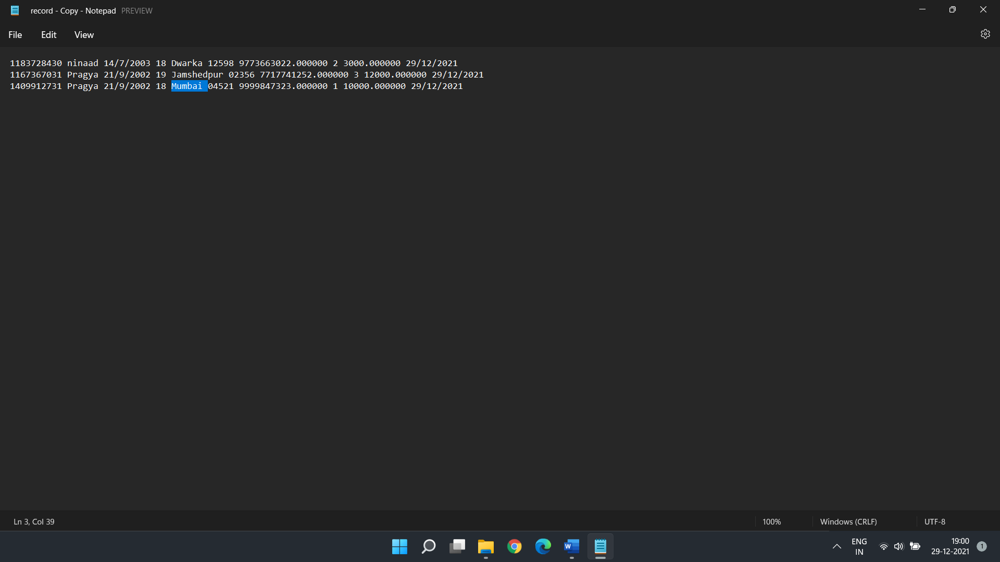 record - Copy - Notepad PREVIEW
File Edit View
1183728430 ninaad 14/7/2003 18 Dwarka 12598 9773663022.000000 2 3000.000000 29/12/2021
1167367031 Pragya 21/9/2002 19 Jamshedpur 02356 7717741252.000000 3 12000.000000 29/12/2021
1409912731 Pragya 21/9/2002 18 Mumbai 04521 9999847323.000000 1 10000.000000 29/12/2021
Ln 3, Col 39 100% Windows (CRLF) UTF-8
W
ENG 19:00
IN 29-12-2021 1